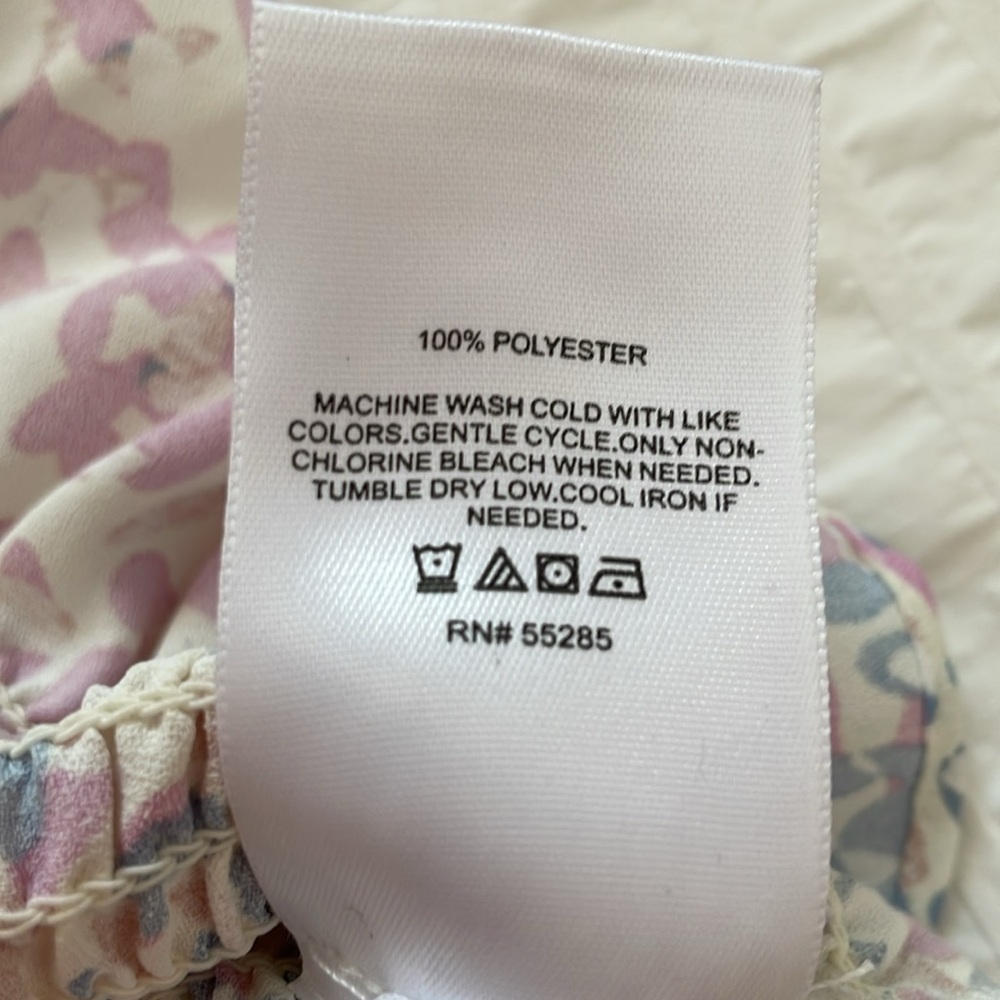 100% POLYESTER
MACHINE WASH COLD WITH LIKE
COLORS.GENTLE CYCLE.ONLY NON-
CHLORINE BLEACH WHEN NEEDED.
TUMBLE DRY LOW.COOL IRON IF
NEEDED.
RN# 55285